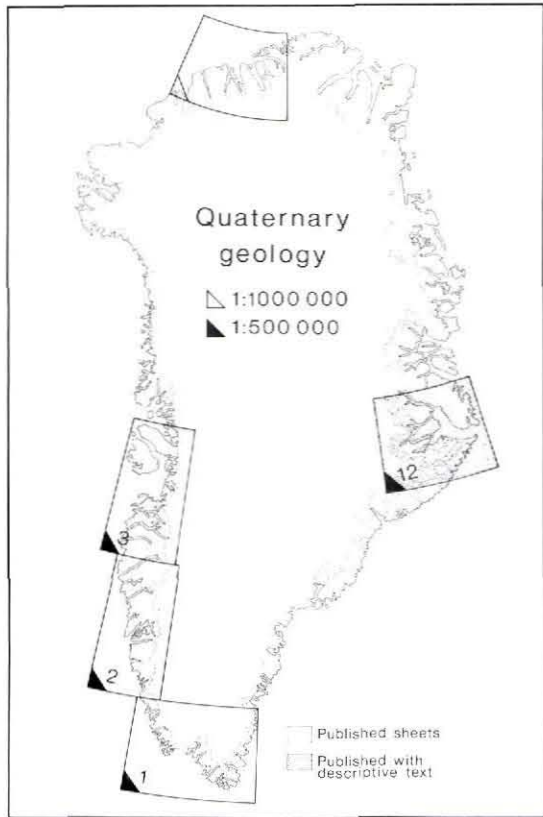 Quaternary
geology
1:1000 000
1:500 000
12
3
2
1
Published sheets
Published with
descriptive text